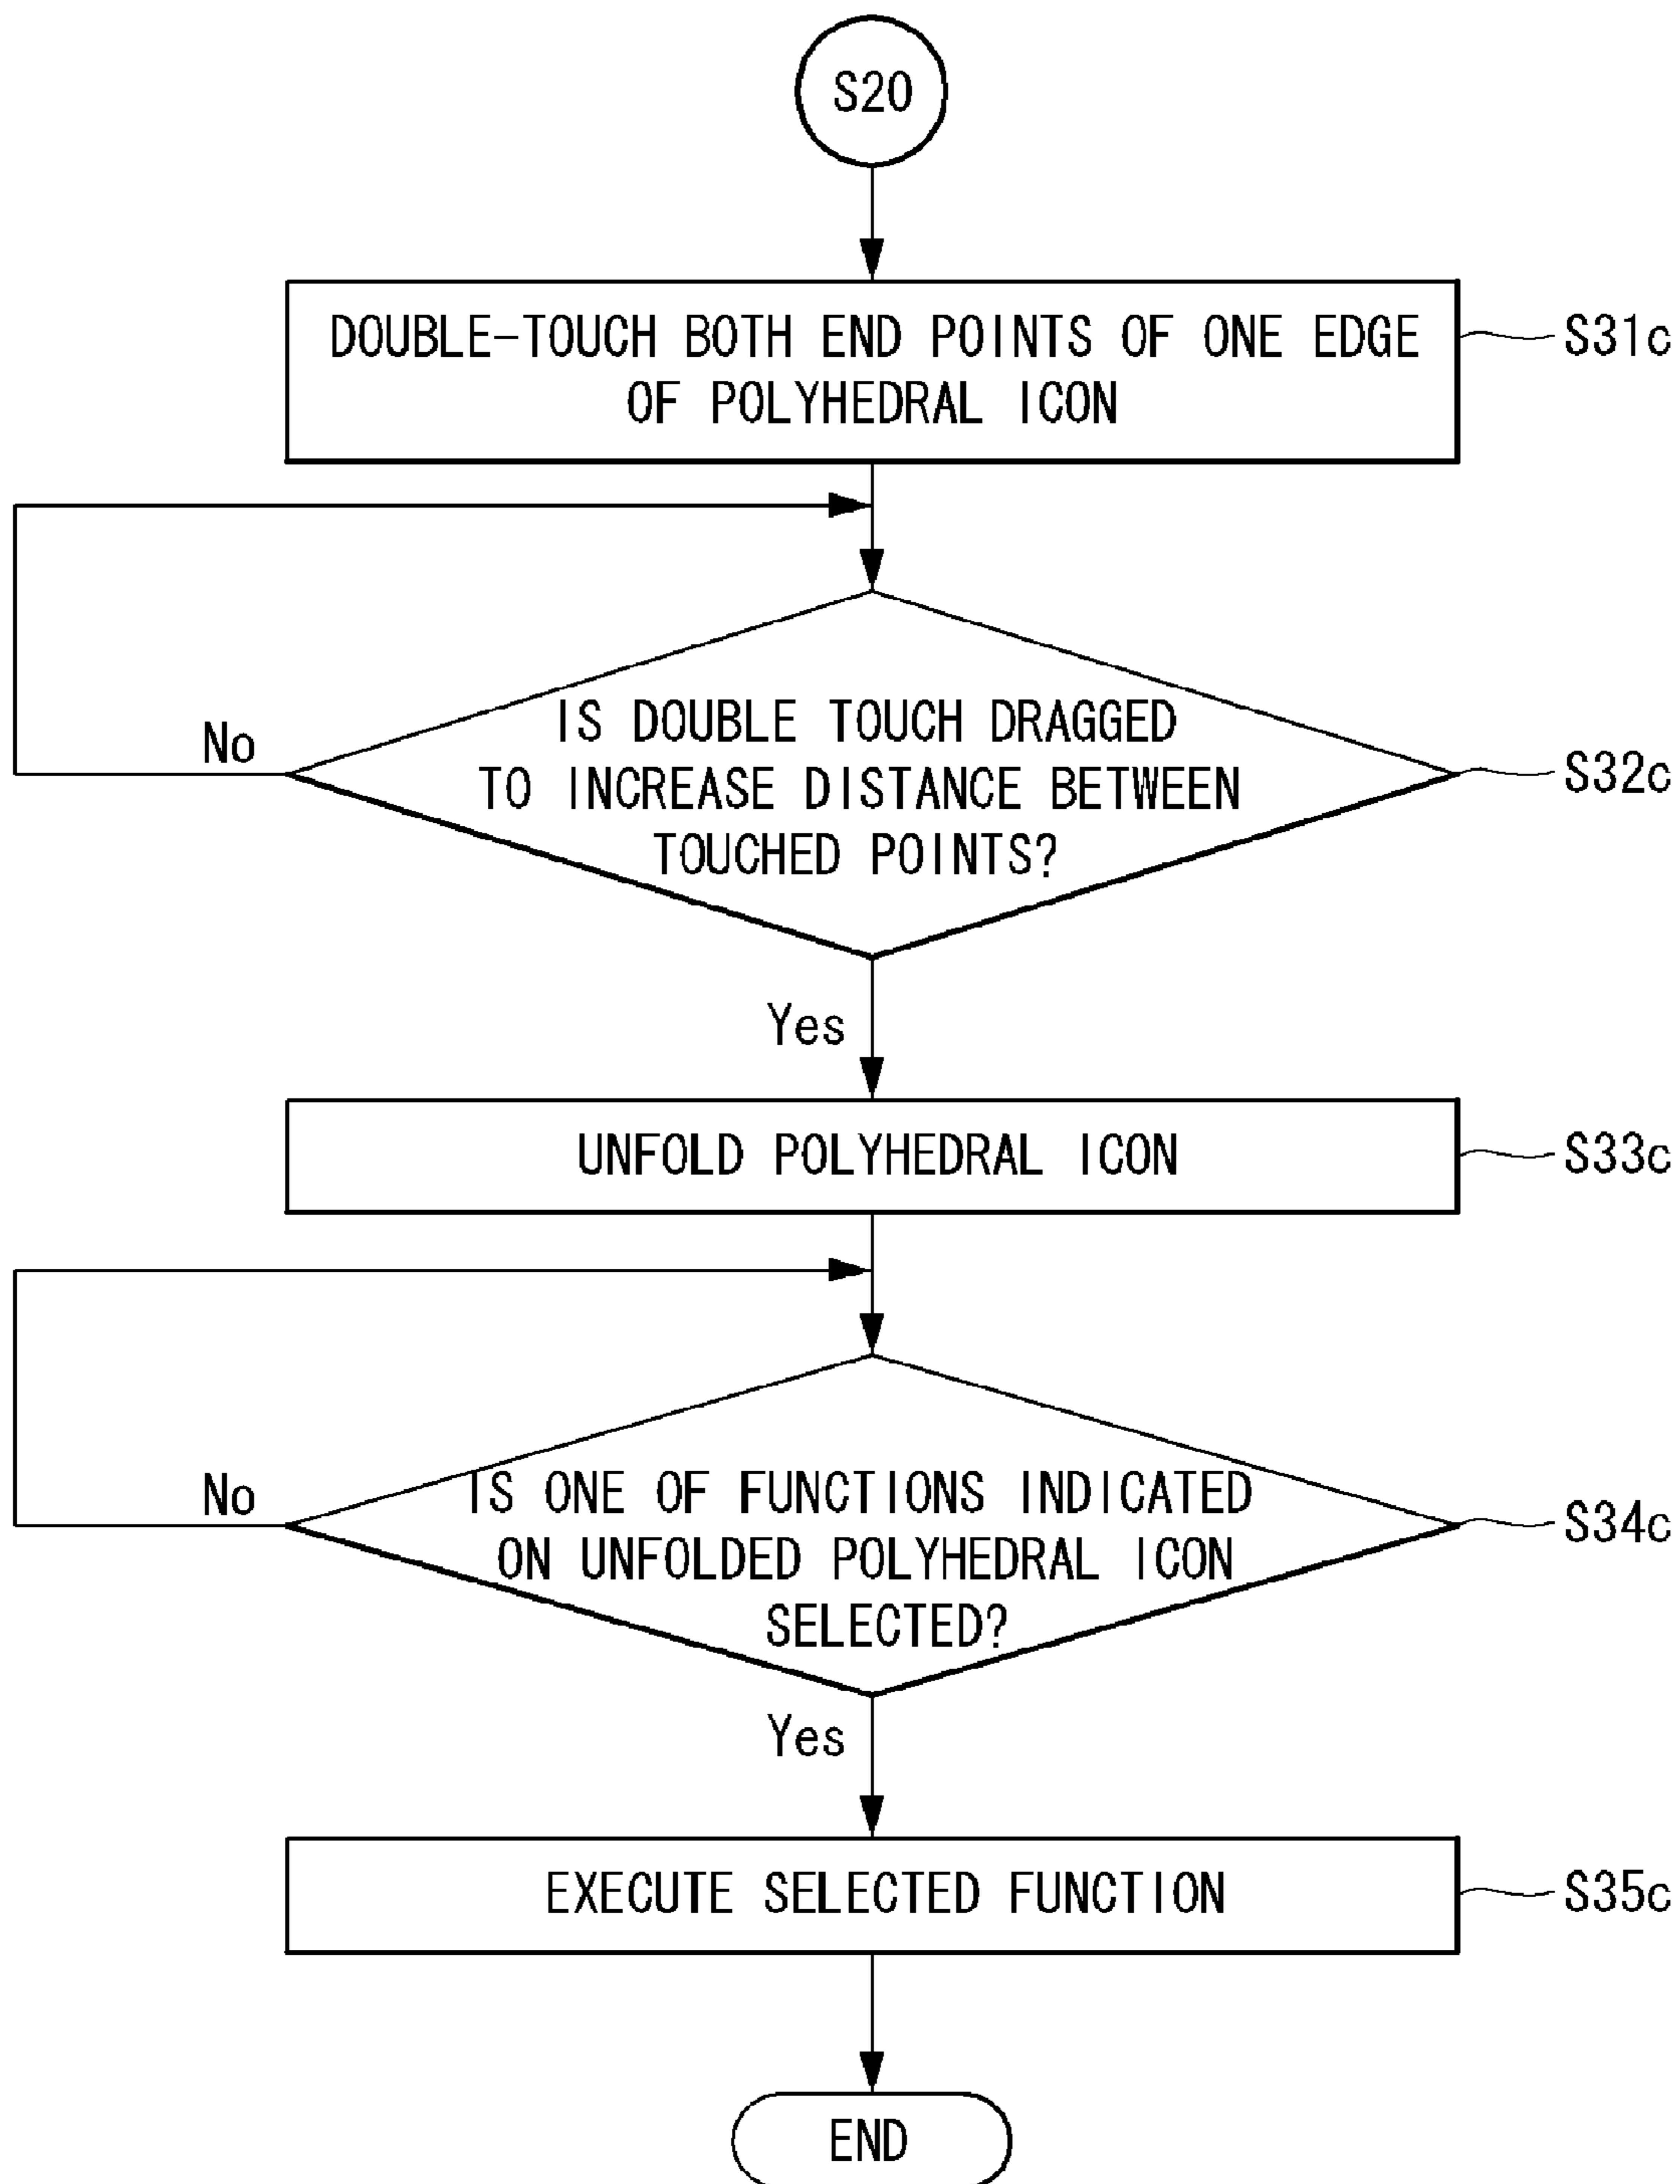 S20
DOUBLE-TOUCH BOTH END POINTS OF ONE EDGE
OF POLYHEDRAL ICON
S31c
No
IS DOUBLE TOUCH DRAGGED
TO INCREASE DISTANCE BETWEEN
TOUCHED POINTS?
S32c
Yes
UNFOLD POLYHEDRAL ICON
S33c
No
IS ONE OF FUNCTIONS INDICATED
ON UNFOLDED POLYHEDRAL ICON
SELECTED?
S34c
Yes
EXECUTE SELECTED FUNCTION
S35c
END